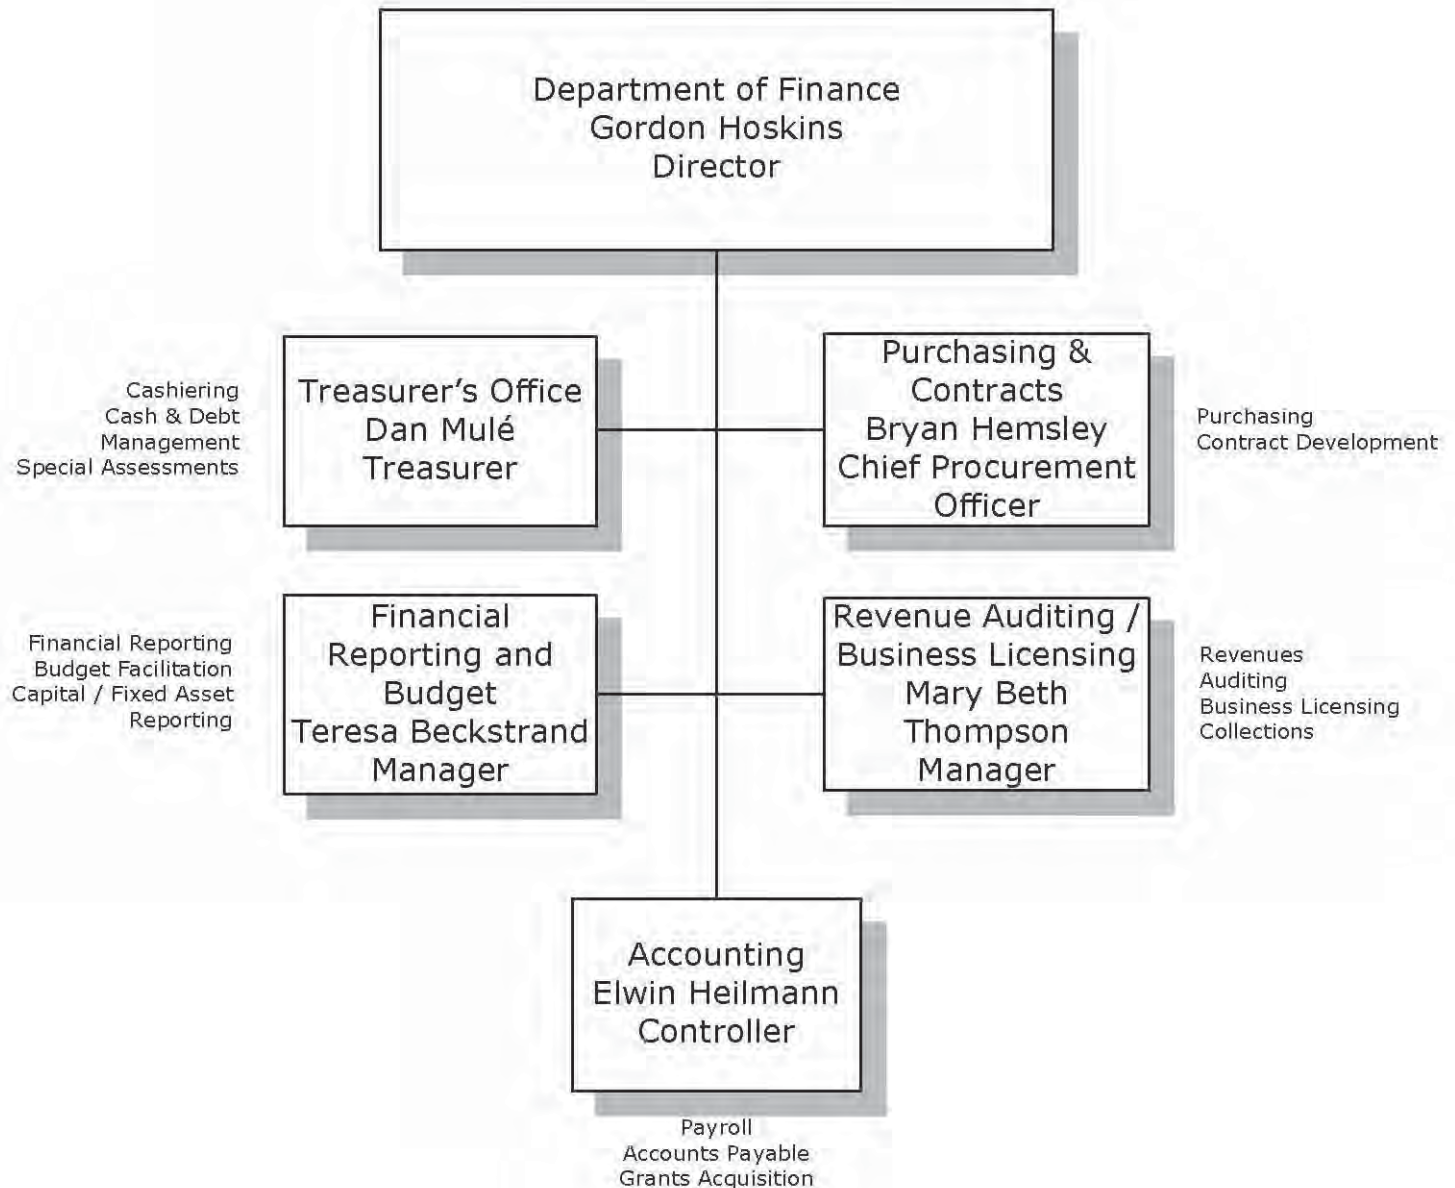 Department of Finance
Gordon Hoskins
Director
Cashiering
Cash & Debt
Management
Special Assessments
Treasurer’s Office
Dan Mulé
Treasurer
Purchasing &
Contracts
Bryan Hemsley
Chief Procurement
Officer
Purchasing
Contract Development
Financial Reporting
Budget Facilitation
Capital / Fixed Asset
Reporting
Financial
Reporting and
Budget
Teresa Beckstrand
Manager
Revenue Auditing /
Business Licensing
Mary Beth
Thompson
Manager
Revenues
Auditing
Business Licensing
Collections
Accounting
Elwin Heilmann
Controller
Payroll
Accounts Payable
Grants Acquisition